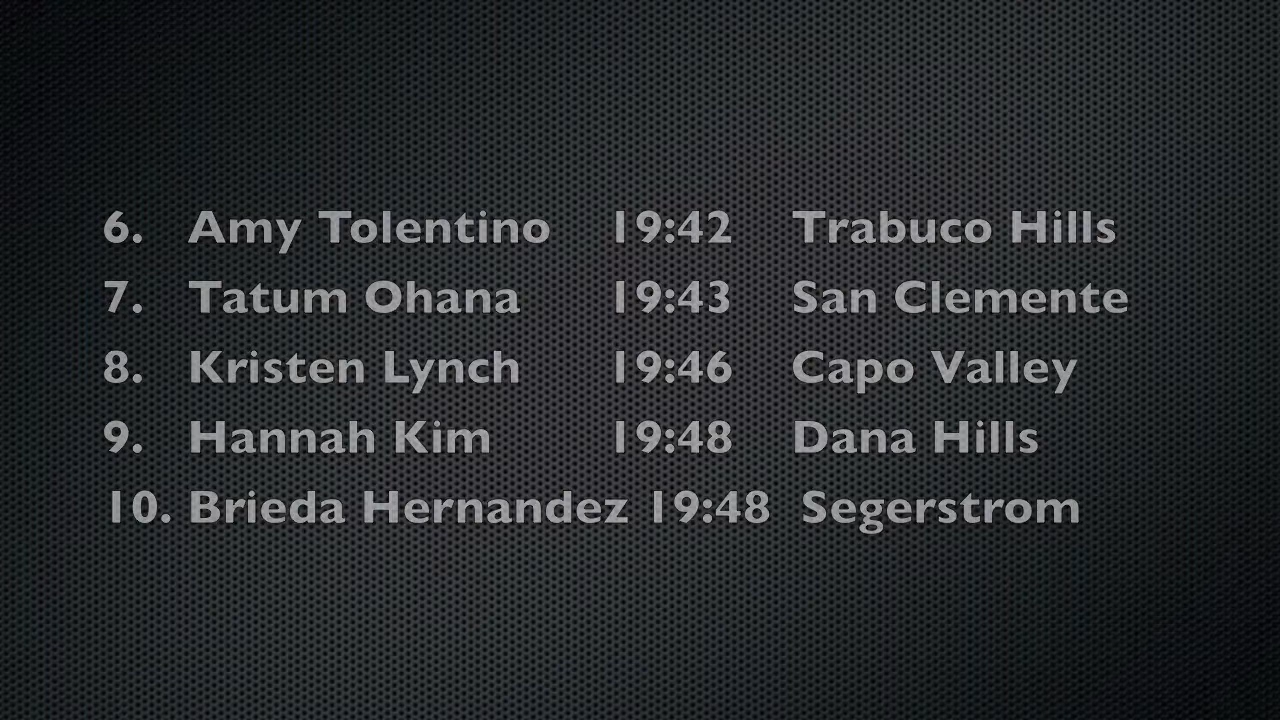 6. Amy Tolentino 19:42 Trabuco Hills
7. Tatum Ohana 19:43 San Clemente
8. Kristen Lynch 19:46 Capo Valley
9. Hannah Kim 19:48 Dana Hills
10. Brieda Hernandez 19:48 Segerstrom